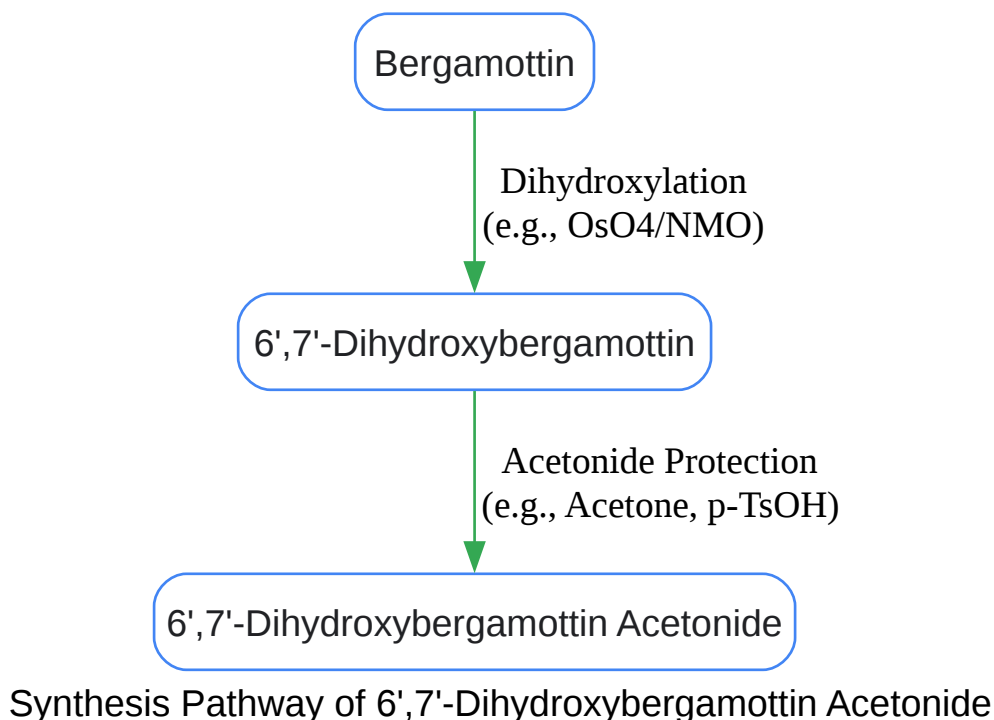 Bergamottin
Dihydroxylation
(e.g., OsO4/NMO)
6',7'-Dihydroxybergamottin
Acetonide Protection
(e.g., Acetone, p-TsOH)
6',7'-Dihydroxybergamottin Acetonide
Synthesis Pathway of 6',7'-Dihydroxybergamottin Acetonide